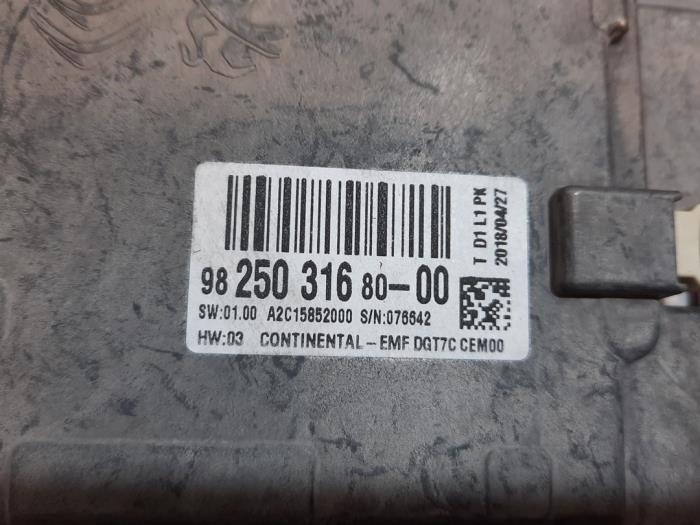 98 250 316 80-00
SW:01.00 A2C15852000 S/N:076642
HW:03 CONTINENTAL-EMF DGT7C CEM00
T D1 L1 PK
2018/04/27